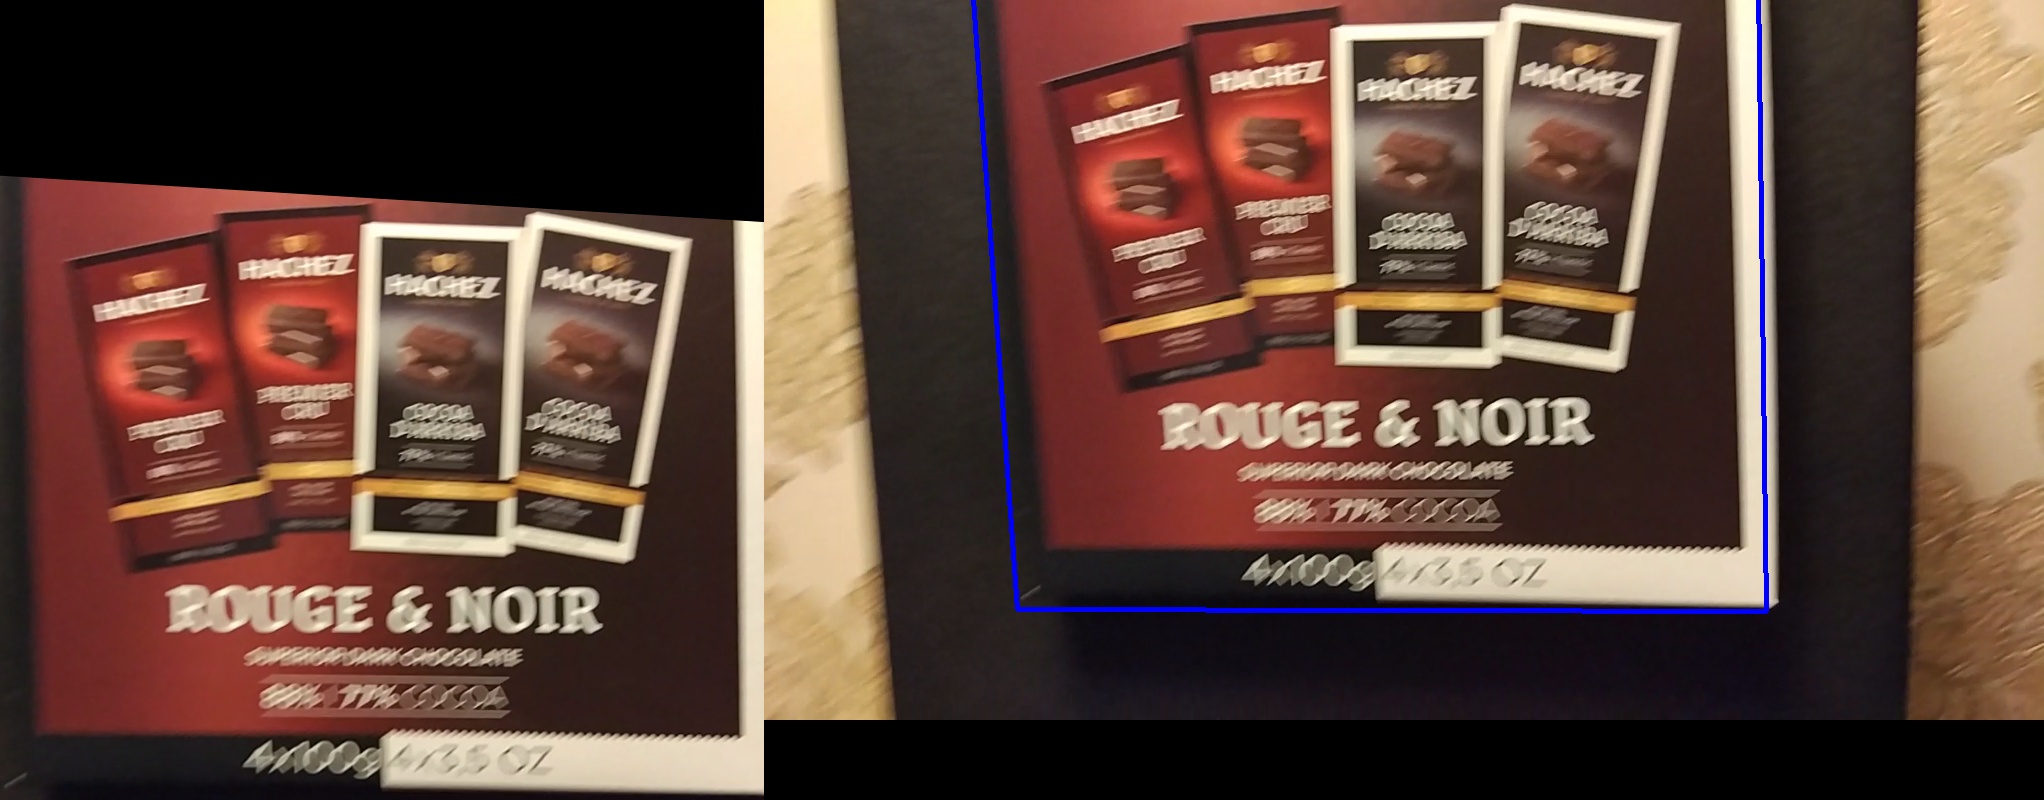 HACHEZ
HACHEZ
HACHEZ
HACHEZ
PREMIER
CRU
PREMIER
CRU
COCOA
D'ARRIBA
COCOA
D'ARRIBA
ROUGE & NOIR
SUPERIOR DARK CHOCOLATE
88% 77% COCOA
4x100g 4x3,5 OZ
HACHEZ
HACHEZ
HACHEZ
HACHEZ
PREMIER
CRU
PREMIER
CRU
COCOA
D'ARRIBA
COCOA
D'ARRIBA
ROUGE & NOIR
SUPERIOR DARK CHOCOLATE
88% 77% COCOA
4x100g 4x3,5 OZ